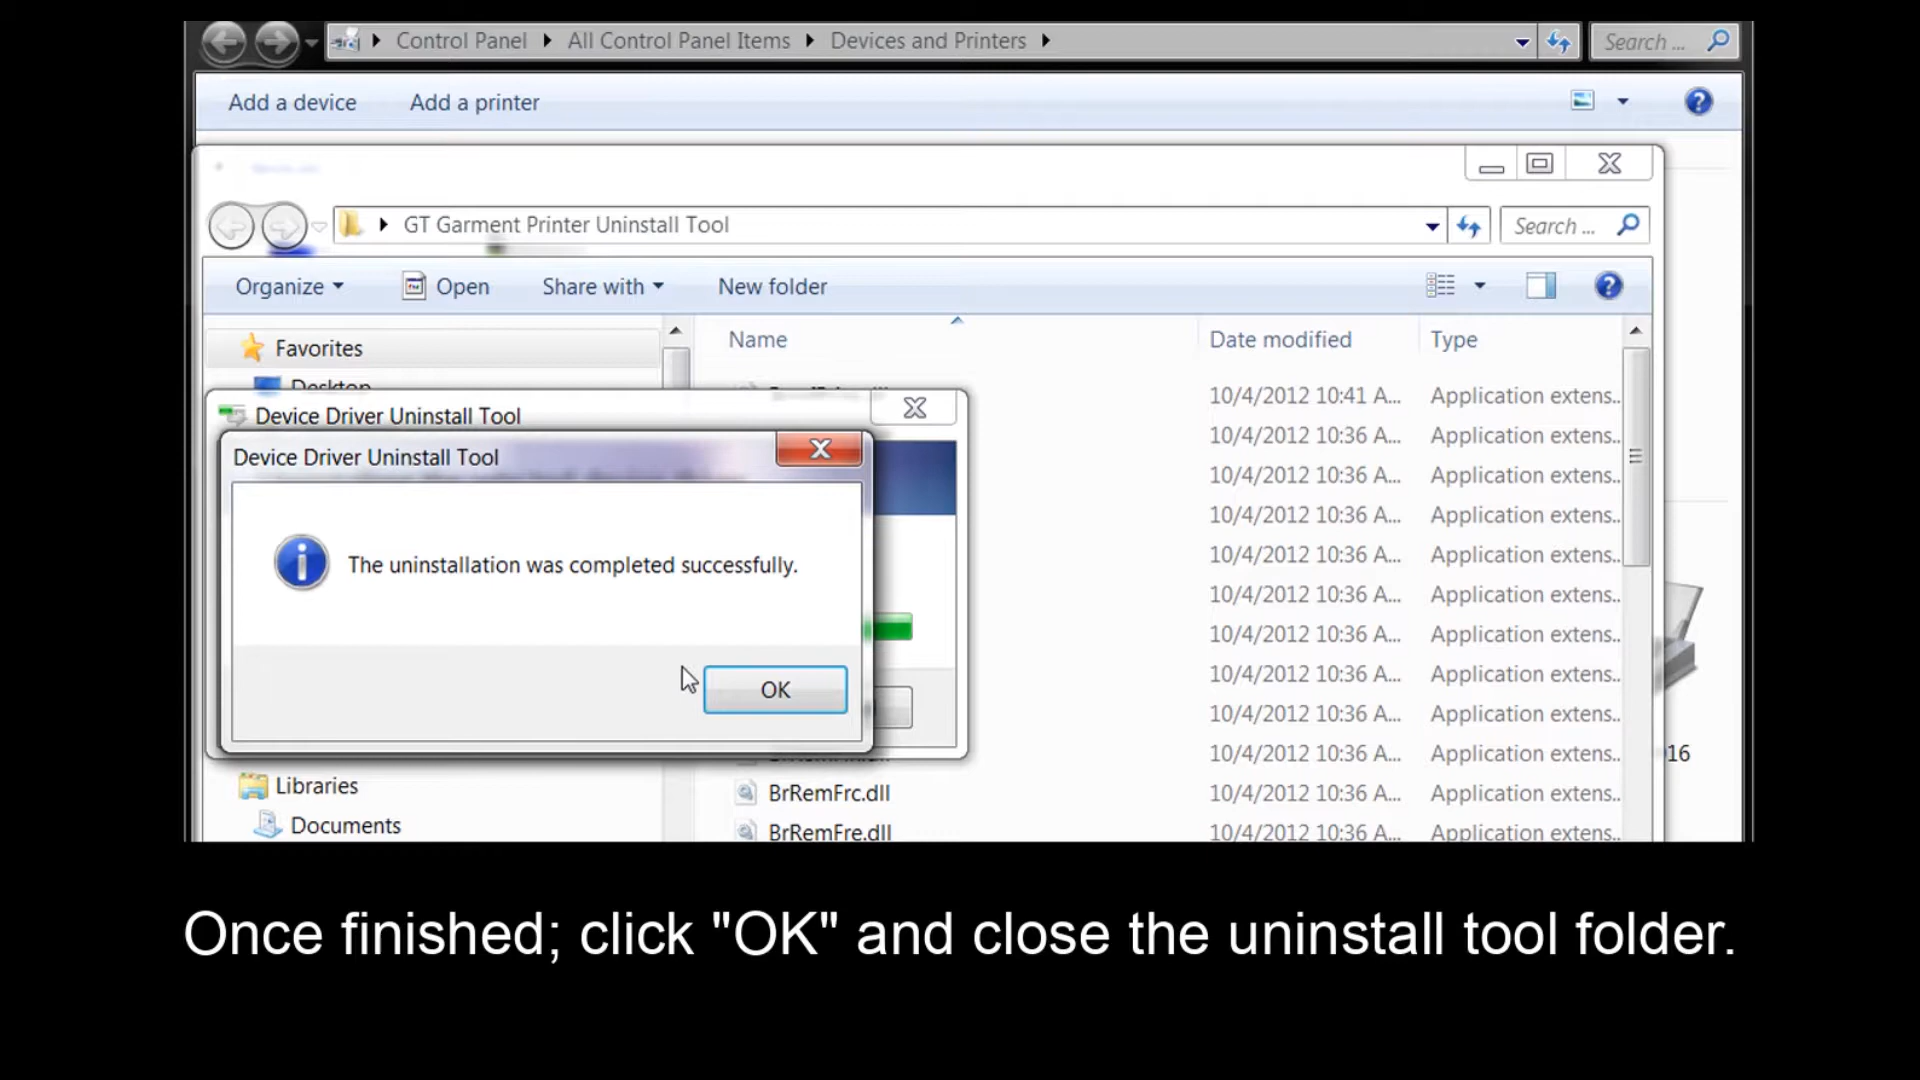 Control Panel All Control Panel Items Devices and Printers Search ...
Add a device Add a printer
GT Garment Printer Uninstall Tool Search ...
Organize Open Share with New folder
Favorites
Desktop
Name Date modified Type
Device Driver Uninstall Tool
Device Driver Uninstall Tool
The uninstallation was completed successfully.
OK
10/4/2012 10:41 A... Application extens..
10/4/2012 10:36 A... Application extens..
10/4/2012 10:36 A... Application extens..
10/4/2012 10:36 A... Application extens..
10/4/2012 10:36 A... Application extens..
10/4/2012 10:36 A... Application extens..
10/4/2012 10:36 A... Application extens..
10/4/2012 10:36 A... Application extens..
10/4/2012 10:36 A... Application extens..
10/4/2012 10:36 A... Application extens..
16
Libraries
Documents
BrRemFrc.dll 10/4/2012 10:36 A... Application extens..
BrRemFre.dll 10/4/2012 10:36 A... Application extens..
Once finished; click "OK" and close the uninstall tool folder.